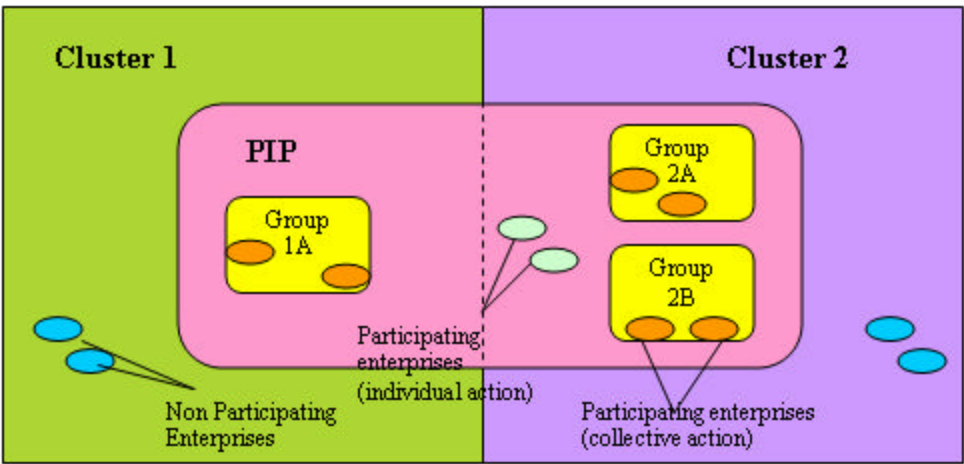 Cluster 1
Cluster 2
PIP
Group
1A
Group
2A
Group
2B
Participating
enterprises
(individual action)
Non Participating
Enterprises
Participating enterprises
(collective action)